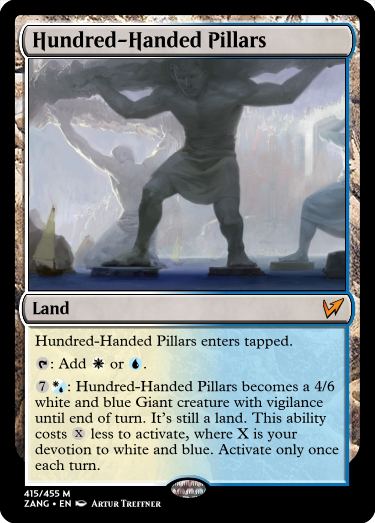 Hundred-Handed Pillars
Land
Hundred-Handed Pillars enters tapped.
: Add or .
7 : Hundred-Handed Pillars becomes a 4/6
white and blue Giant creature with vigilance
until end of turn. It's still a land. This ability
costs X less to activate, where X is your
devotion to white and blue. Activate only once
each turn.
415/455 M
ZANG • EN Artur Treffner